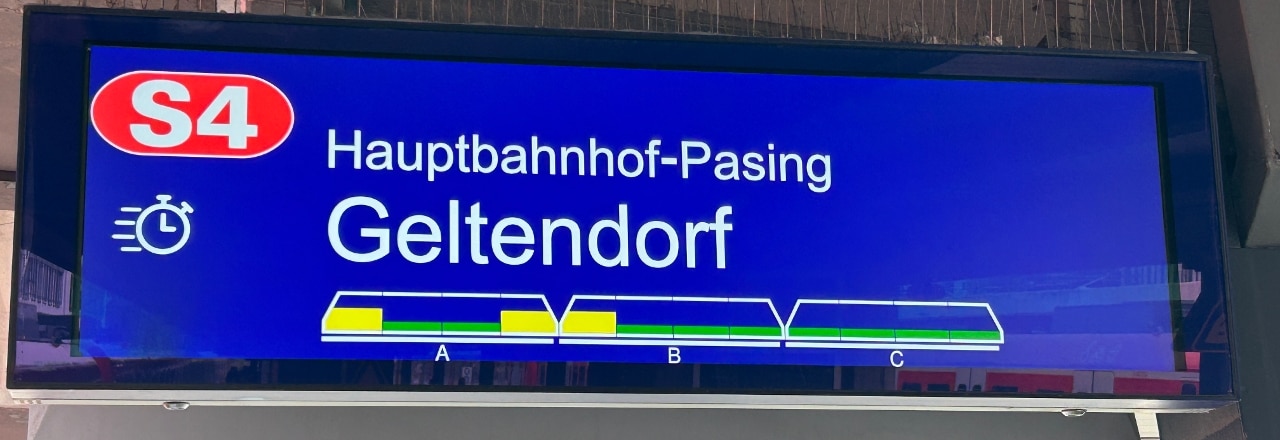 S4
Hauptbahnhof-Pasing
Geltendorf
A B C